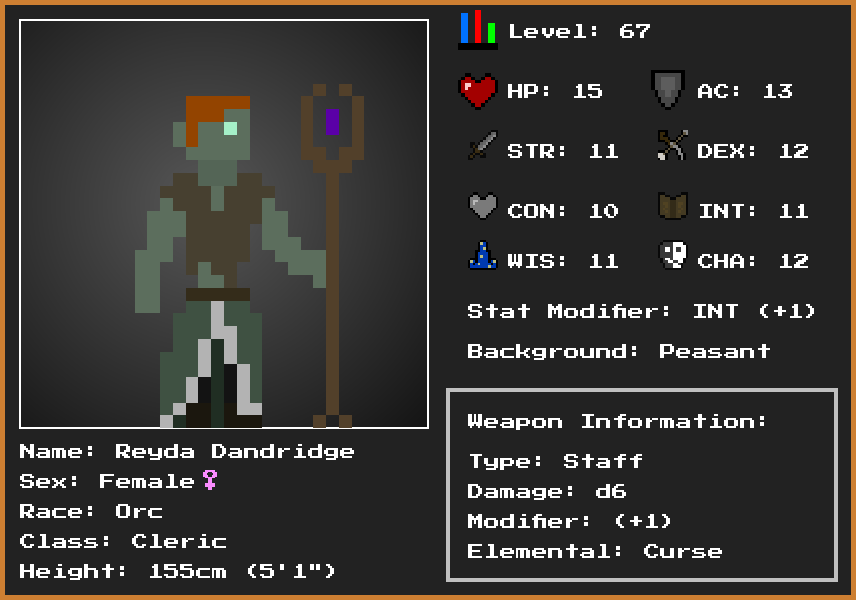 Level: 67
HP: 15
AC: 13
STR: 11
DEX: 12
CON: 10
INT: 11
WIS: 11
CHA: 12
Stat Modifier: INT (+1)
Background: Peasant
Weapon Information:
Type: Staff
Damage: d6
Modifier: (+1)
Elemental: Curse
Name: Reyda Dandridge
Sex: Female♀
Race: Orc
Class: Cleric
Height: 155cm (5'1")